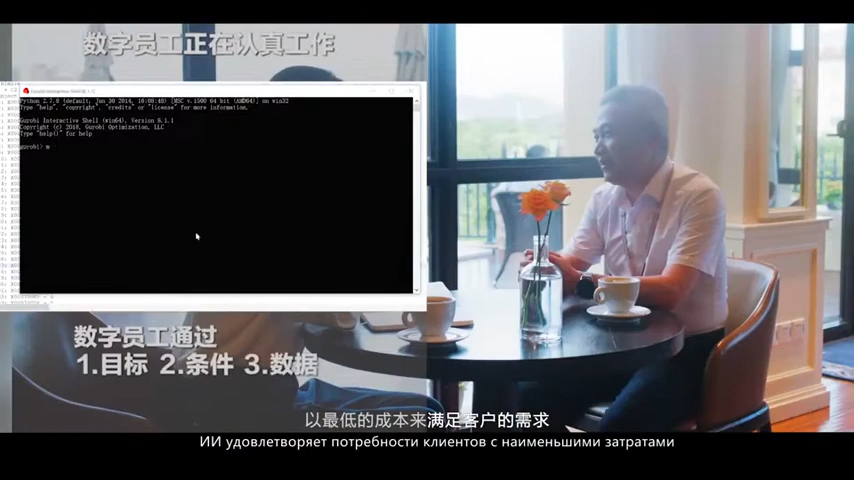 数字员工正在认真工作
Python 2.7.8 (default, Jun 30 2014, 16:08:48) [MSC v.1500 64 bit (AMD64)] on win32
Type "help", "copyright", "credits" or "license" for more information.
Gurobi Interactive Shell (win64), Version 8.1.1
Copyright (c) 2018, Gurobi Optimization, LLC
Type "help()" for help
gurobi> m
数字员工通过
1.目标 2.条件 3.数据
以最低的成本来满足客户的需求
ИИ удовлетворяет потребности клиентов с наименьшими затратами